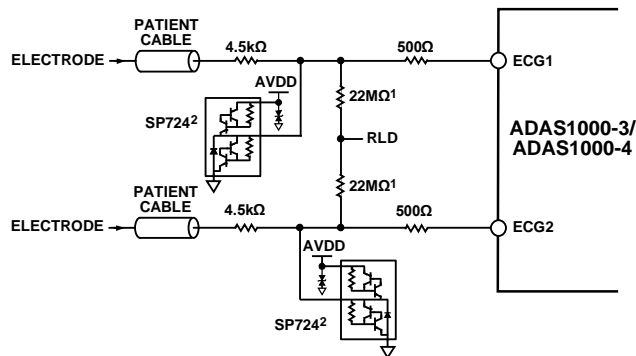 PATIENT
CABLE
ELECTRODE
4.5kΩ
500Ω
ECG1
AVDD
22MΩ1
SP7242
RLD
ADAS1000-3/
ADAS1000-4
22MΩ1
PATIENT
CABLE
ELECTRODE
4.5kΩ
500Ω
ECG2
AVDD
SP7242